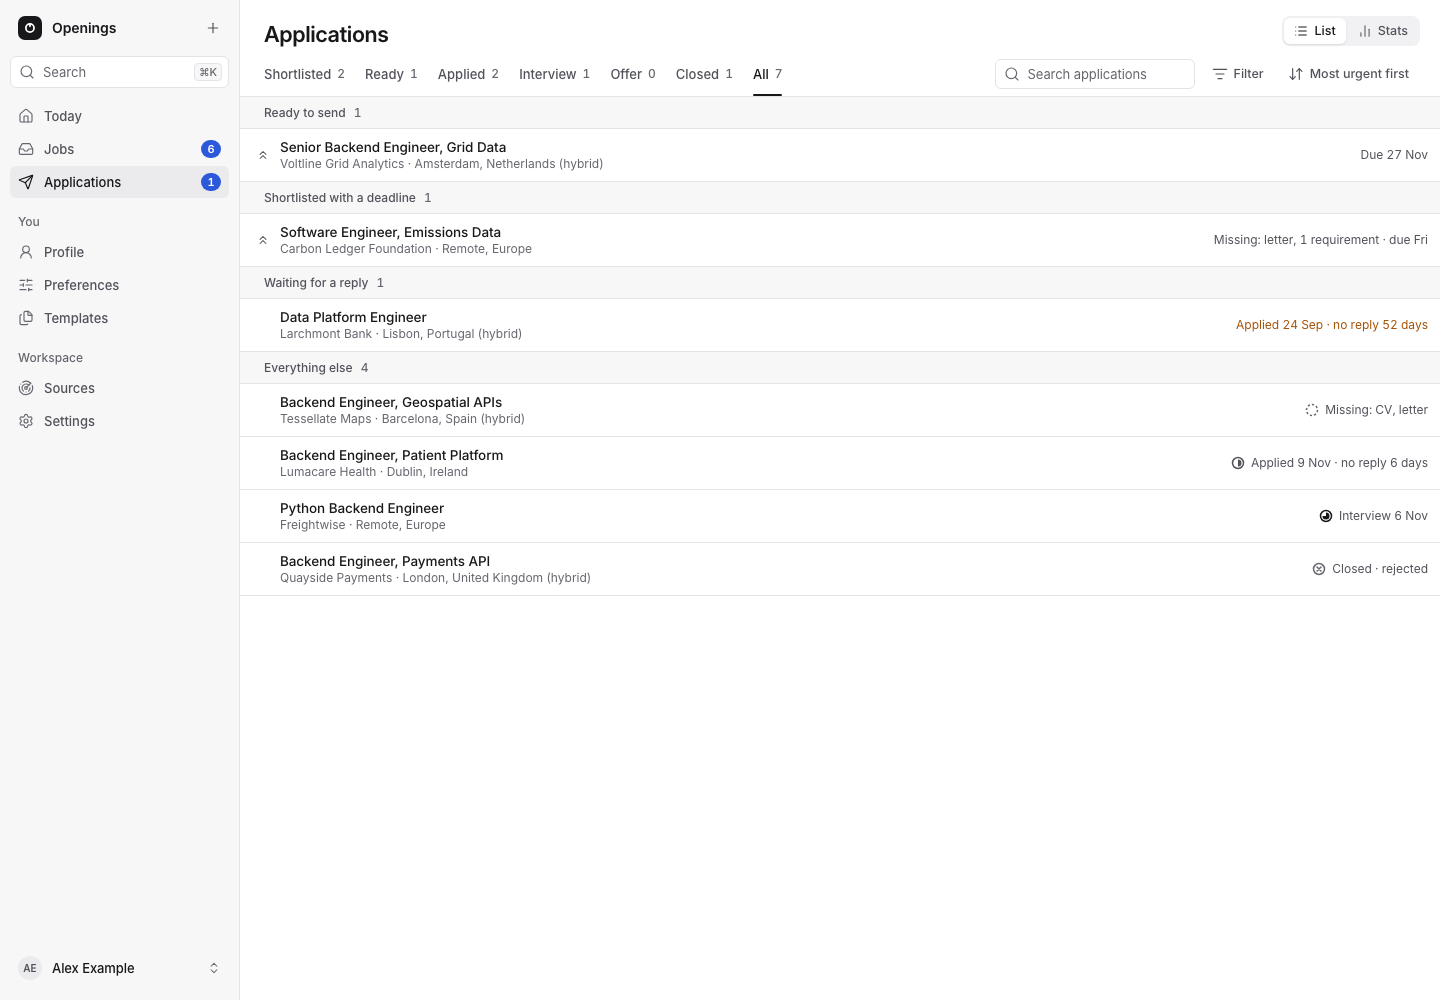 Openings
Search ⌘K
Today
Jobs 6
Applications 1
You
Profile
Preferences
Templates
Workspace
Sources
Settings
AE Alex Example
Applications
List Stats
Shortlisted 2 Ready 1 Applied 2 Interview 1 Offer 0 Closed 1 All 7
Search applications Filter Most urgent first
Ready to send 1
Senior Backend Engineer, Grid Data
Voltline Grid Analytics · Amsterdam, Netherlands (hybrid)
Due 27 Nov
Shortlisted with a deadline 1
Software Engineer, Emissions Data
Carbon Ledger Foundation · Remote, Europe
Missing: letter, 1 requirement · due Fri
Waiting for a reply 1
Data Platform Engineer
Larchmont Bank · Lisbon, Portugal (hybrid)
Applied 24 Sep · no reply 52 days
Everything else 4
Backend Engineer, Geospatial APIs
Tessellate Maps · Barcelona, Spain (hybrid)
Missing: CV, letter
Backend Engineer, Patient Platform
Lumacare Health · Dublin, Ireland
Applied 9 Nov · no reply 6 days
Python Backend Engineer
Freightwise · Remote, Europe
Interview 6 Nov
Backend Engineer, Payments API
Quayside Payments · London, United Kingdom (hybrid)
Closed · rejected